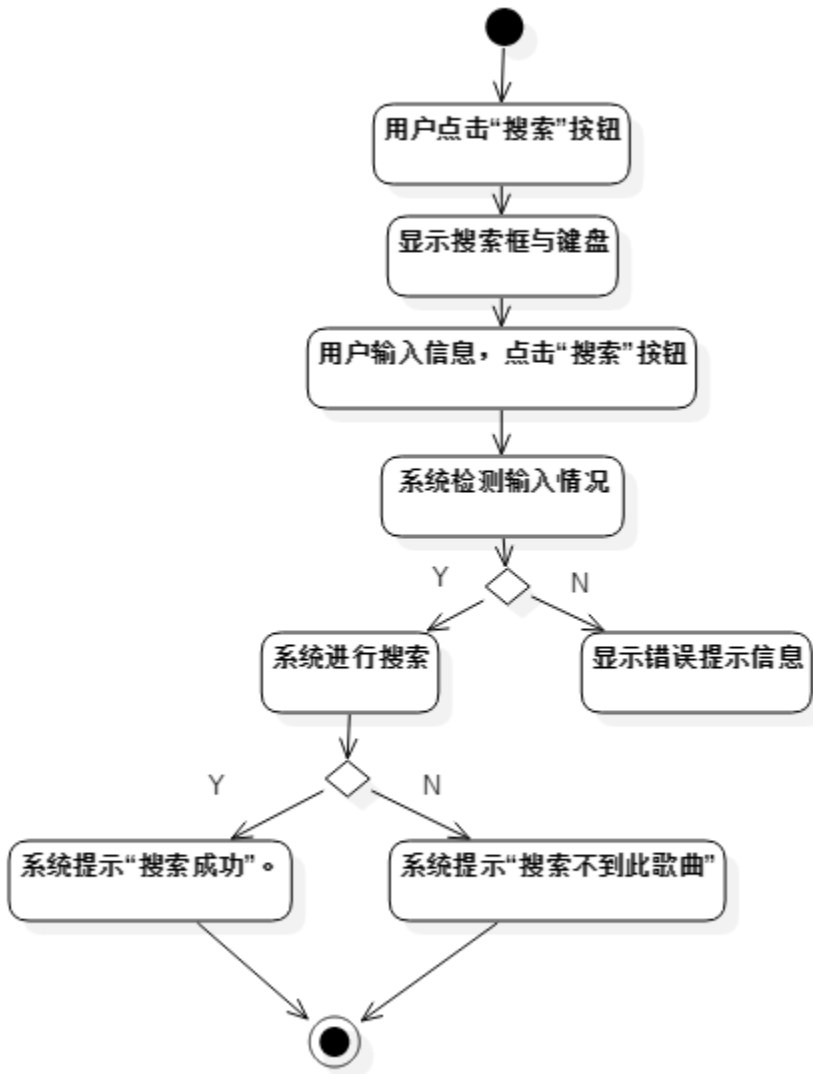 用户点击“搜索”按钮
显示搜索框与键盘
用户输入信息，点击“搜索”按钮
系统检测输入情况
Y
N
系统进行搜索
显示错误提示信息
Y
N
系统提示“搜索成功”。
系统提示“搜索不到此歌曲”